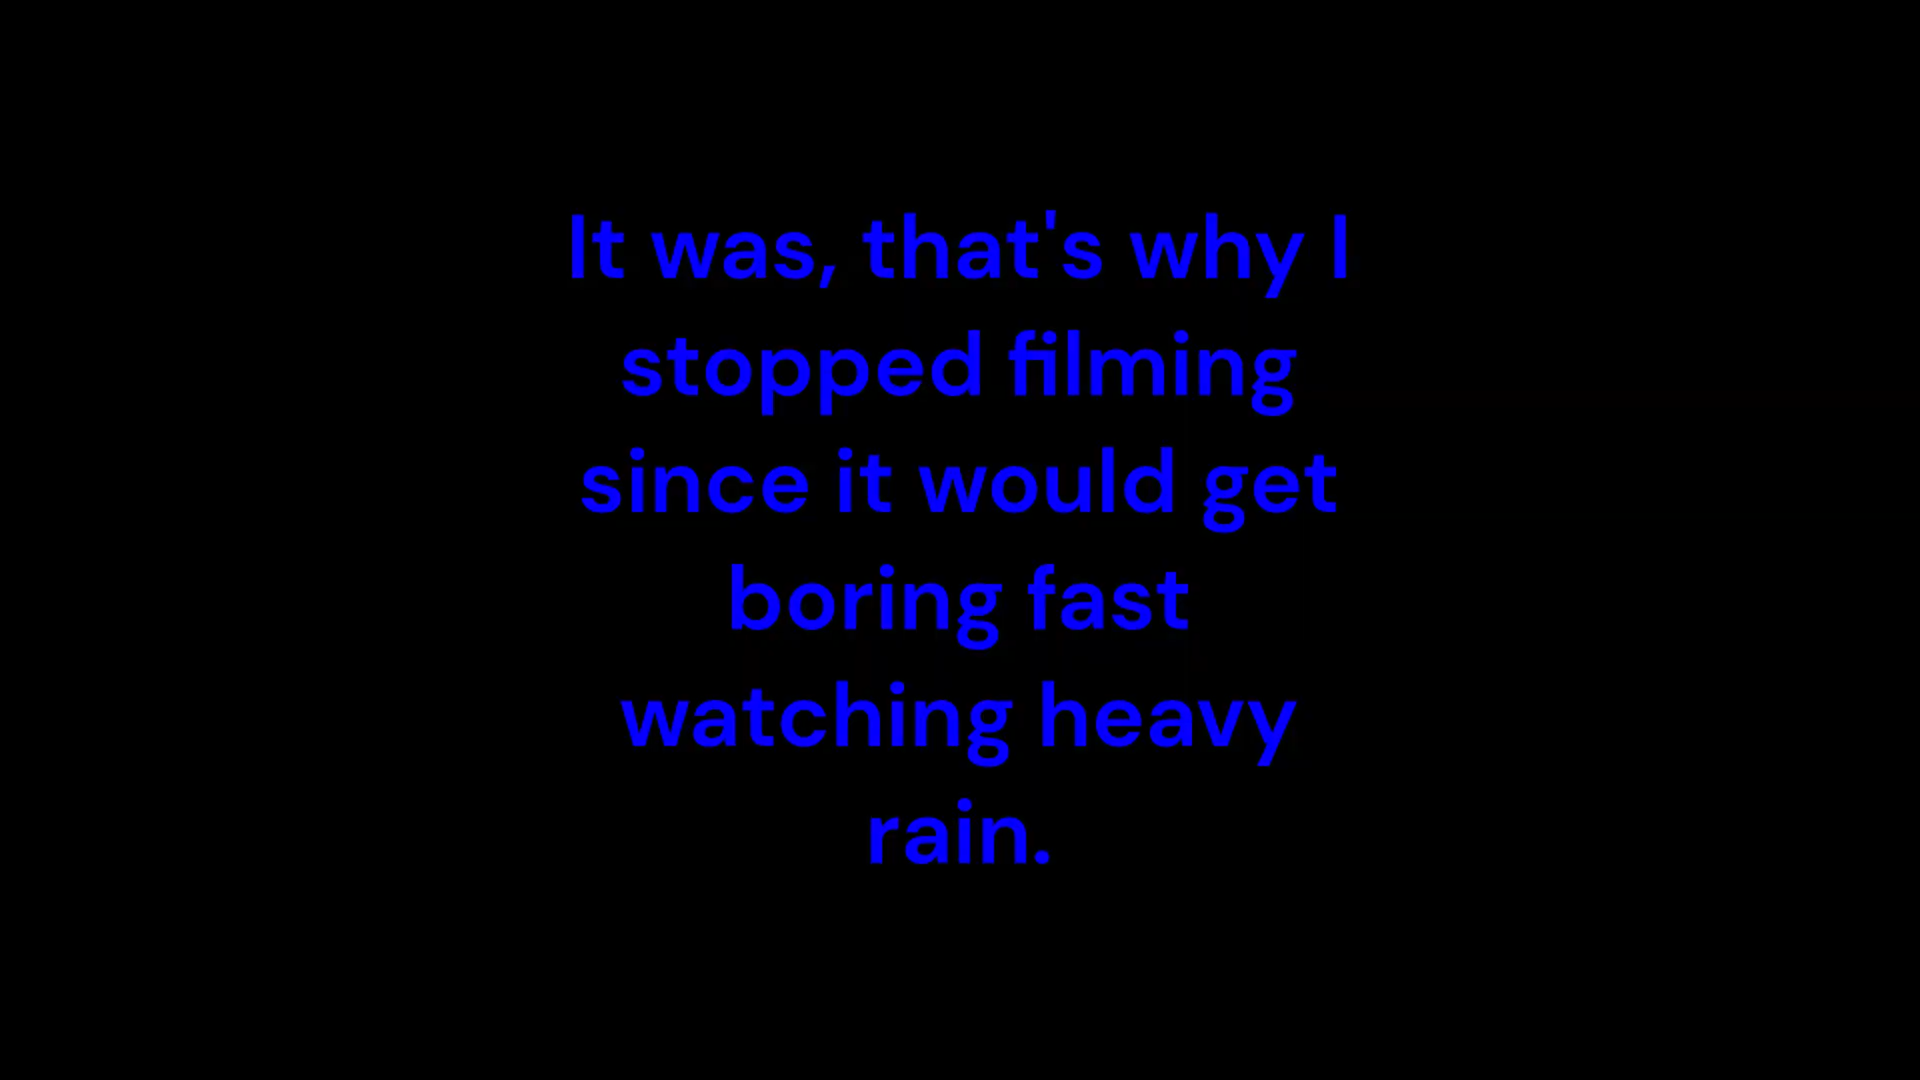 It was, that's why I
stopped filming
since it would get
boring fast
watching heavy
rain.